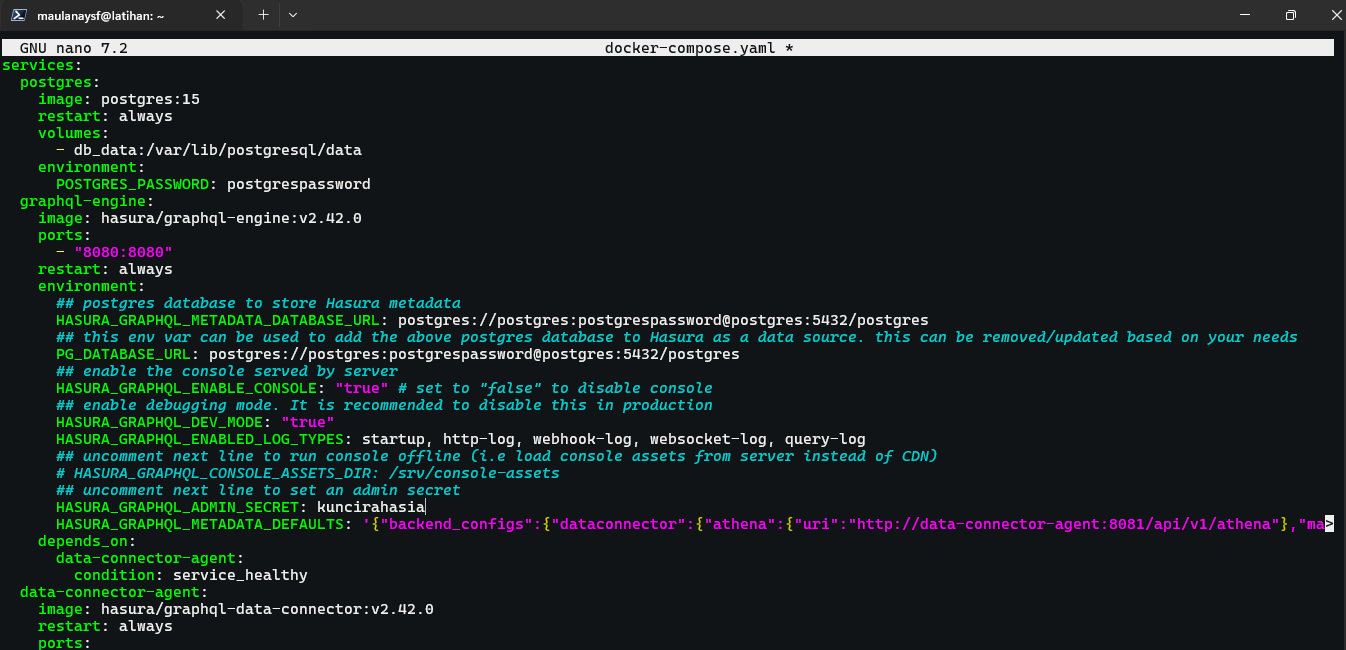 maulanaysf@latihan: ~
GNU nano 7.2 docker-compose.yaml *
services:
  postgres:
    image: postgres:15
    restart: always
    volumes:
      - db_data:/var/lib/postgresql/data
    environment:
      POSTGRES_PASSWORD: postgrespassword
  graphql-engine:
    image: hasura/graphql-engine:v2.42.0
    ports:
      - "8080:8080"
    restart: always
    environment:
      ## postgres database to store Hasura metadata
      HASURA_GRAPHQL_METADATA_DATABASE_URL: postgres://postgres:postgrespassword@postgres:5432/postgres
      ## this env var can be used to add the above postgres database to Hasura as a data source. this can be removed/updated based on your needs
      PG_DATABASE_URL: postgres://postgres:postgrespassword@postgres:5432/postgres
      ## enable the console served by server
      HASURA_GRAPHQL_ENABLE_CONSOLE: "true" # set to "false" to disable console
      ## enable debugging mode. It is recommended to disable this in production
      HASURA_GRAPHQL_DEV_MODE: "true"
      HASURA_GRAPHQL_ENABLED_LOG_TYPES: startup, http-log, webhook-log, websocket-log, query-log
      ## uncomment next line to run console offline (i.e load console assets from server instead of CDN)
      # HASURA_GRAPHQL_CONSOLE_ASSETS_DIR: /srv/console-assets
      ## uncomment next line to set an admin secret
      HASURA_GRAPHQL_ADMIN_SECRET: kuncirahasia
      HASURA_GRAPHQL_METADATA_DEFAULTS: '{"backend_configs":{"dataconnector":{"athena":{"uri":"http://data-connector-agent:8081/api/v1/athena"},"ma>
    depends_on:
      data-connector-agent:
        condition: service_healthy
  data-connector-agent:
    image: hasura/graphql-data-connector:v2.42.0
    restart: always
    ports: